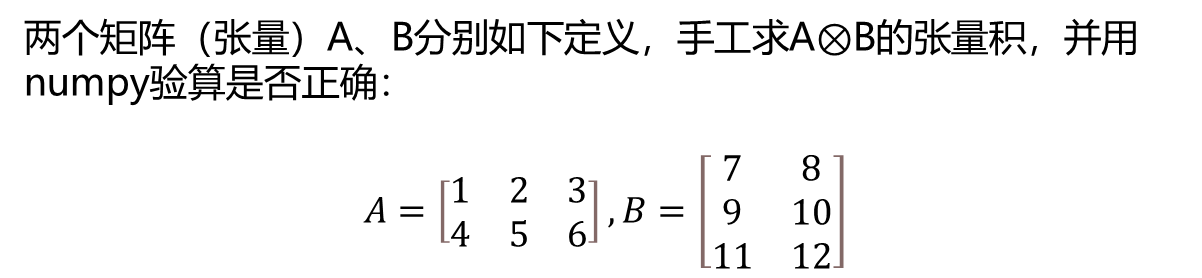 两个矩阵（张量）A、B分别如下定义，手工求A⊗B的张量积，并用
numpy验算是否正确：
A = [1 2 3; 4 5 6], B = [7 8; 9 10; 11 12]